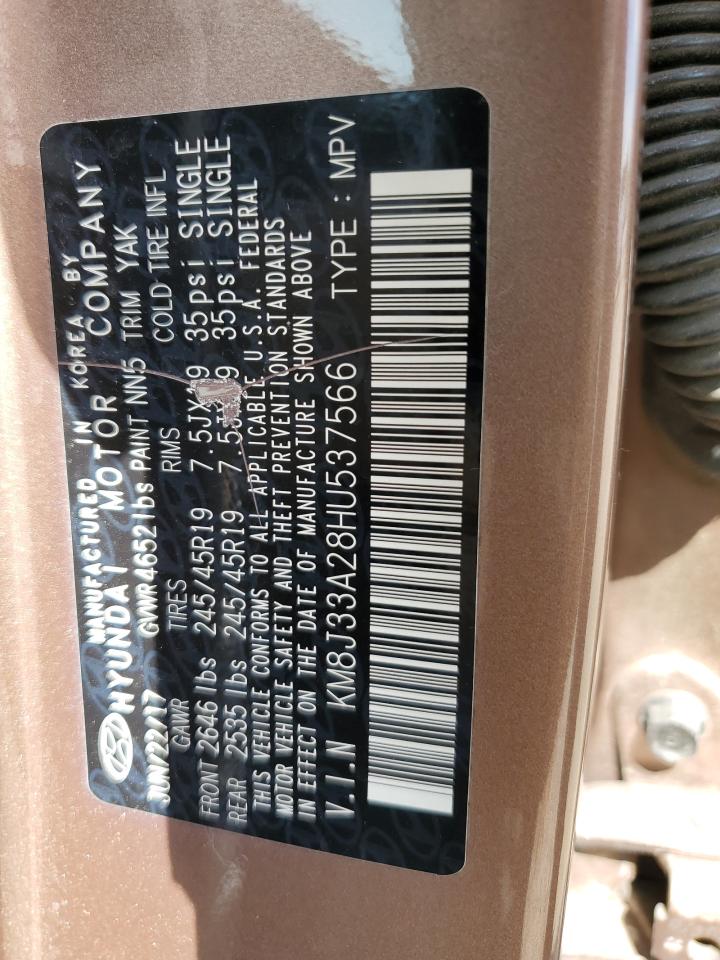 MANUFACTURED IN KOREA BY
HYUNDAI MOTOR COMPANY
JUN/22/17 GVWR4652lbs PAINT NN5 TRIM YAK
GAWR TIRES RIMS COLD TIRE INFL
FRONT 2646 lbs 245/45R19 7.5JX19 35psi SINGLE
REAR 2535 lbs 245/45R19 35psi SINGLE
THIS VEHICLE CONFORMS TO ALL APPLICABLE U.S.A. FEDERAL
MOTOR VEHICLE SAFETY AND THEFT PREVENTION STANDARDS
IN EFFECT ON THE DATE OF MANUFACTURE SHOWN ABOVE
V.I.N KM8J33A28HU537566 TYPE : MPV